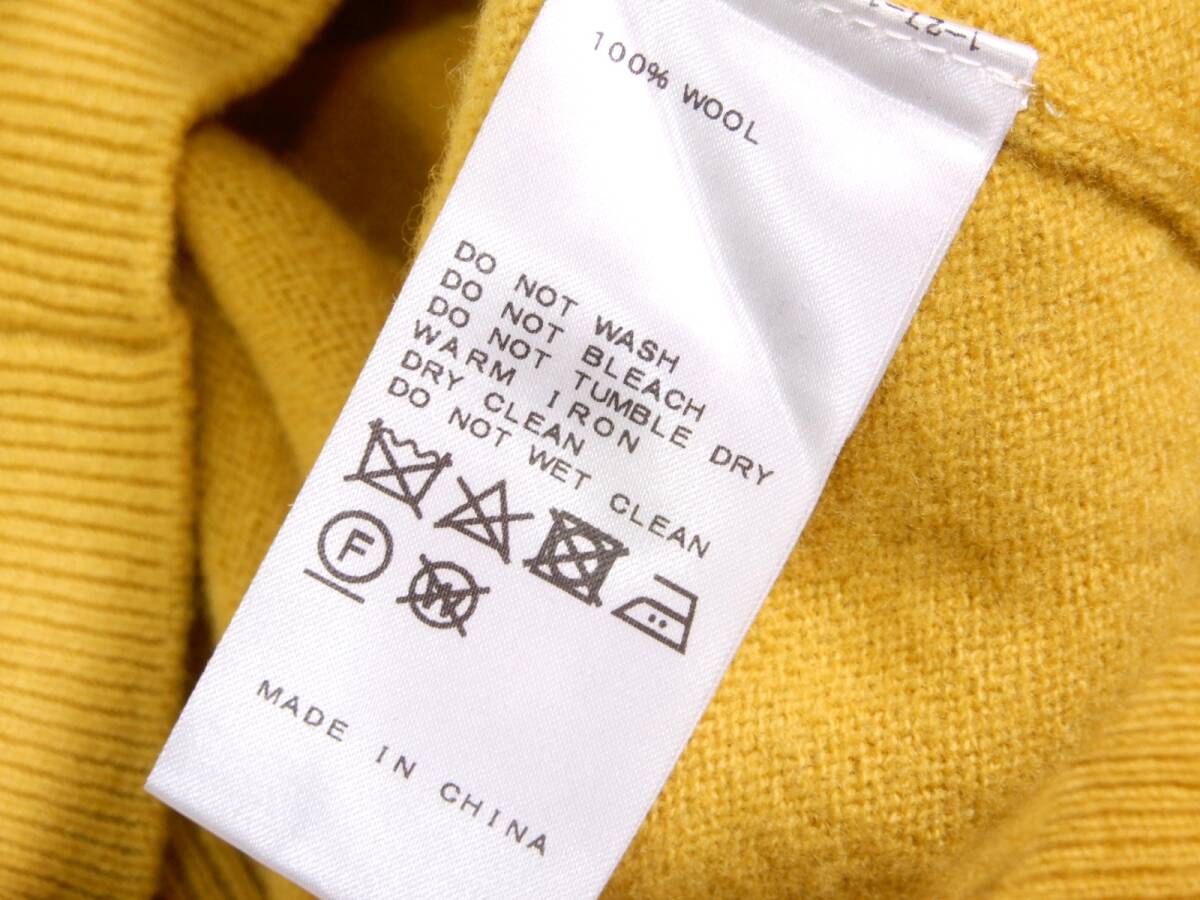 100% WOOL
DO NOT WASH
DO NOT BLEACH
DO NOT TUMBLE DRY
WARM IRON
DRY CLEAN
DO NOT WET CLEAN
F
W
MADE IN CHINA